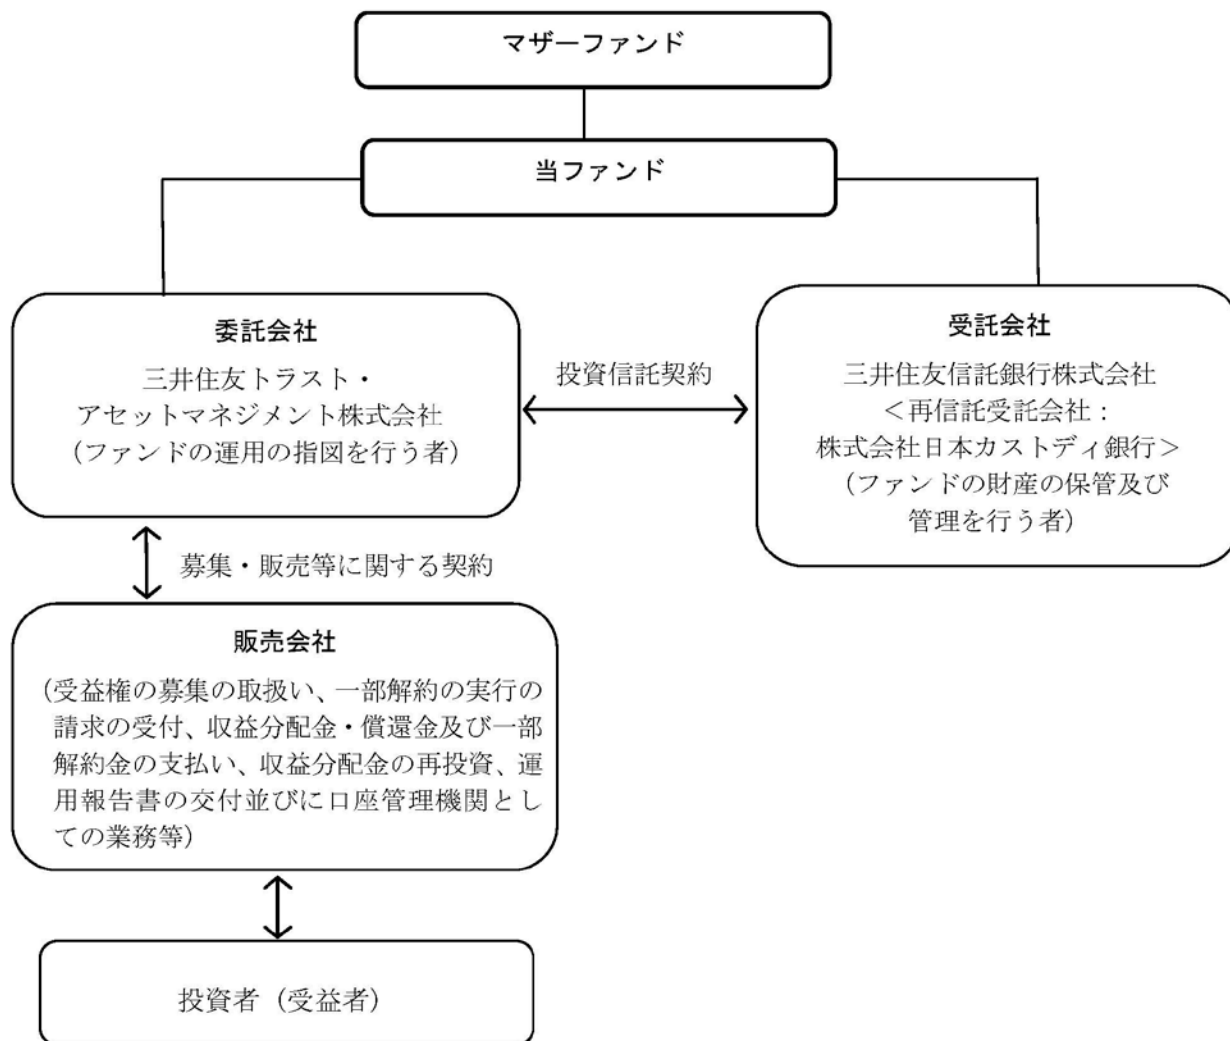 マザーファンド
当ファンド
委託会社
三井住友トラスト・
アセットマネジメント株式会社
（ファンドの運用の指図を行う者）
投資信託契約
受託会社
三井住友信託銀行株式会社
＜再信託受託会社：
株式会社日本カストディ銀行＞
（ファンドの財産の保管及び
管理を行う者）
募集・販売等に関する契約
販売会社
（受益権の募集の取扱い、一部解約の実行の
請求の受付、収益分配金・償還金及び一部
解約金の支払い、収益分配金の再投資、運
用報告書の交付並びに口座管理機関とし
ての業務等）
投資者（受益者）